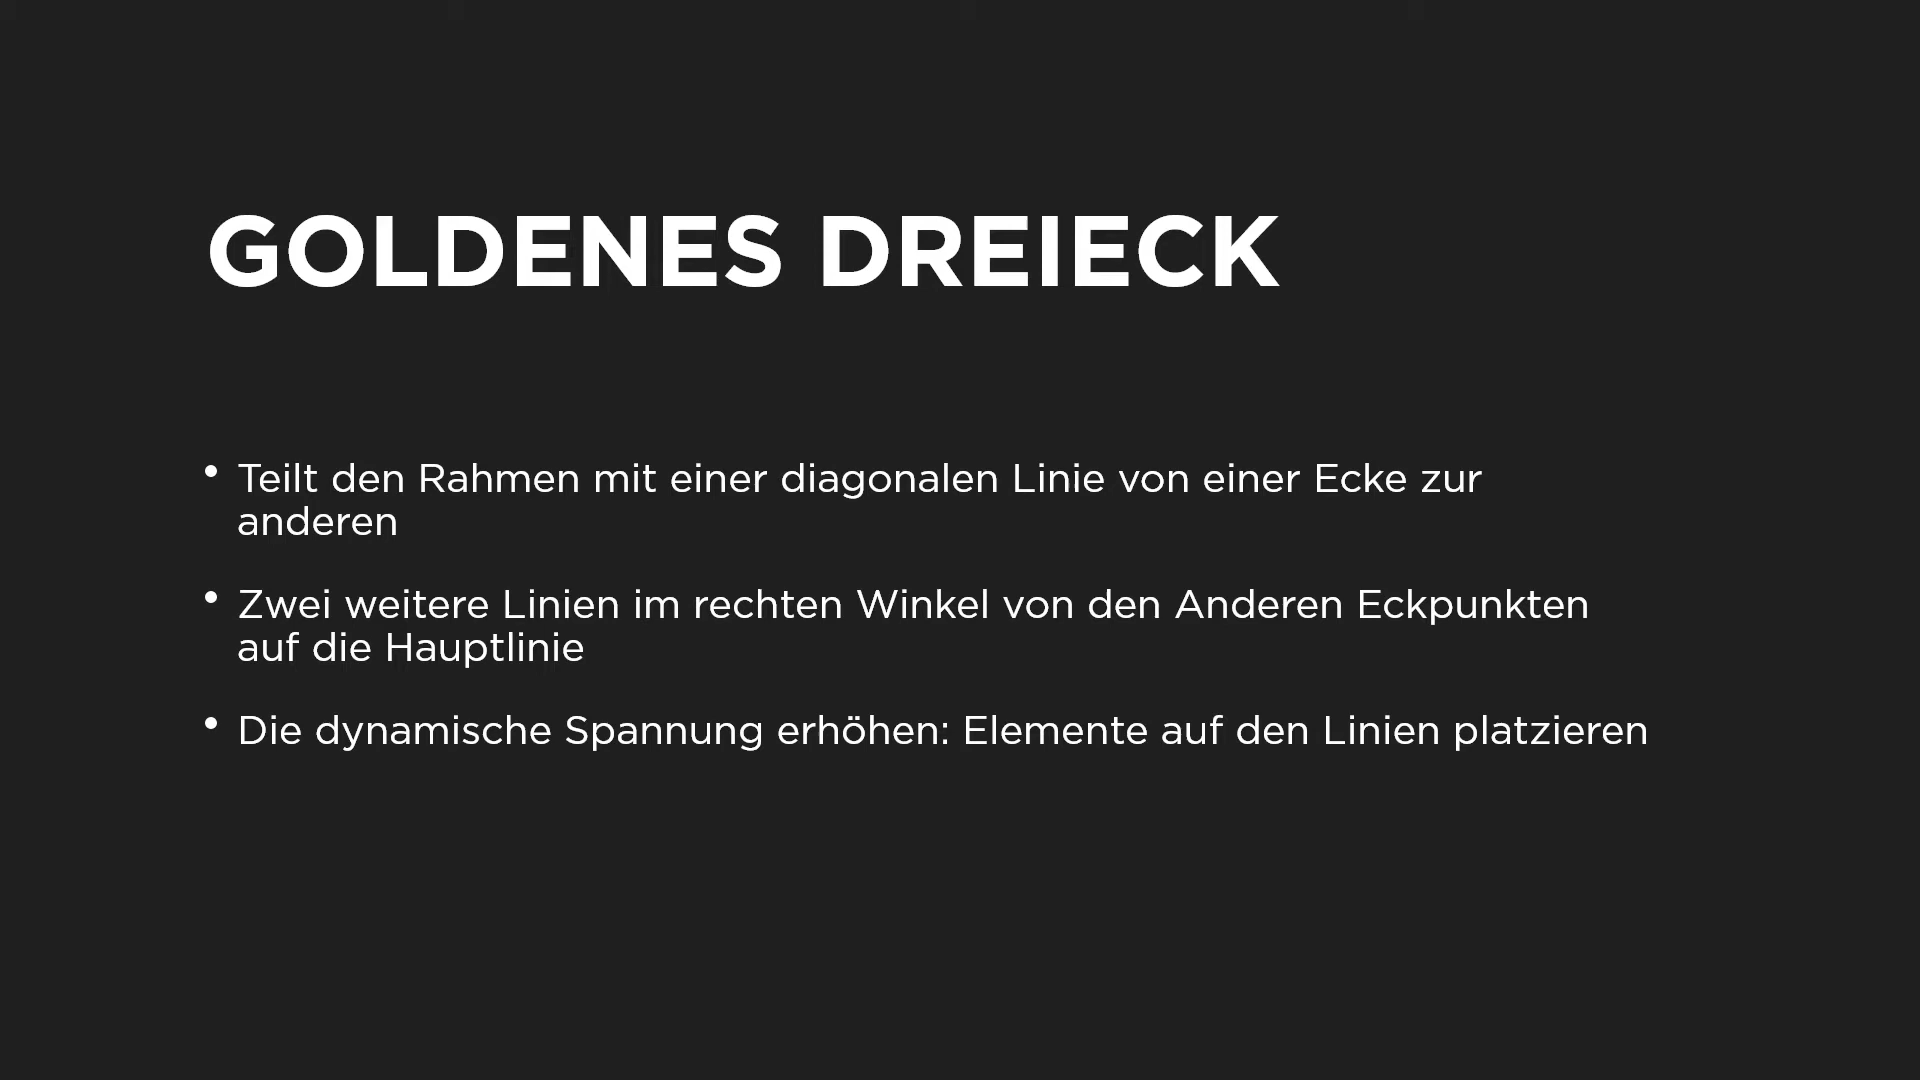 GOLDENES DREIECK
• Teilt den Rahmen mit einer diagonalen Linie von einer Ecke zur
anderen
• Zwei weitere Linien im rechten Winkel von den Anderen Eckpunkten
auf die Hauptlinie
• Die dynamische Spannung erhöhen: Elemente auf den Linien platzieren